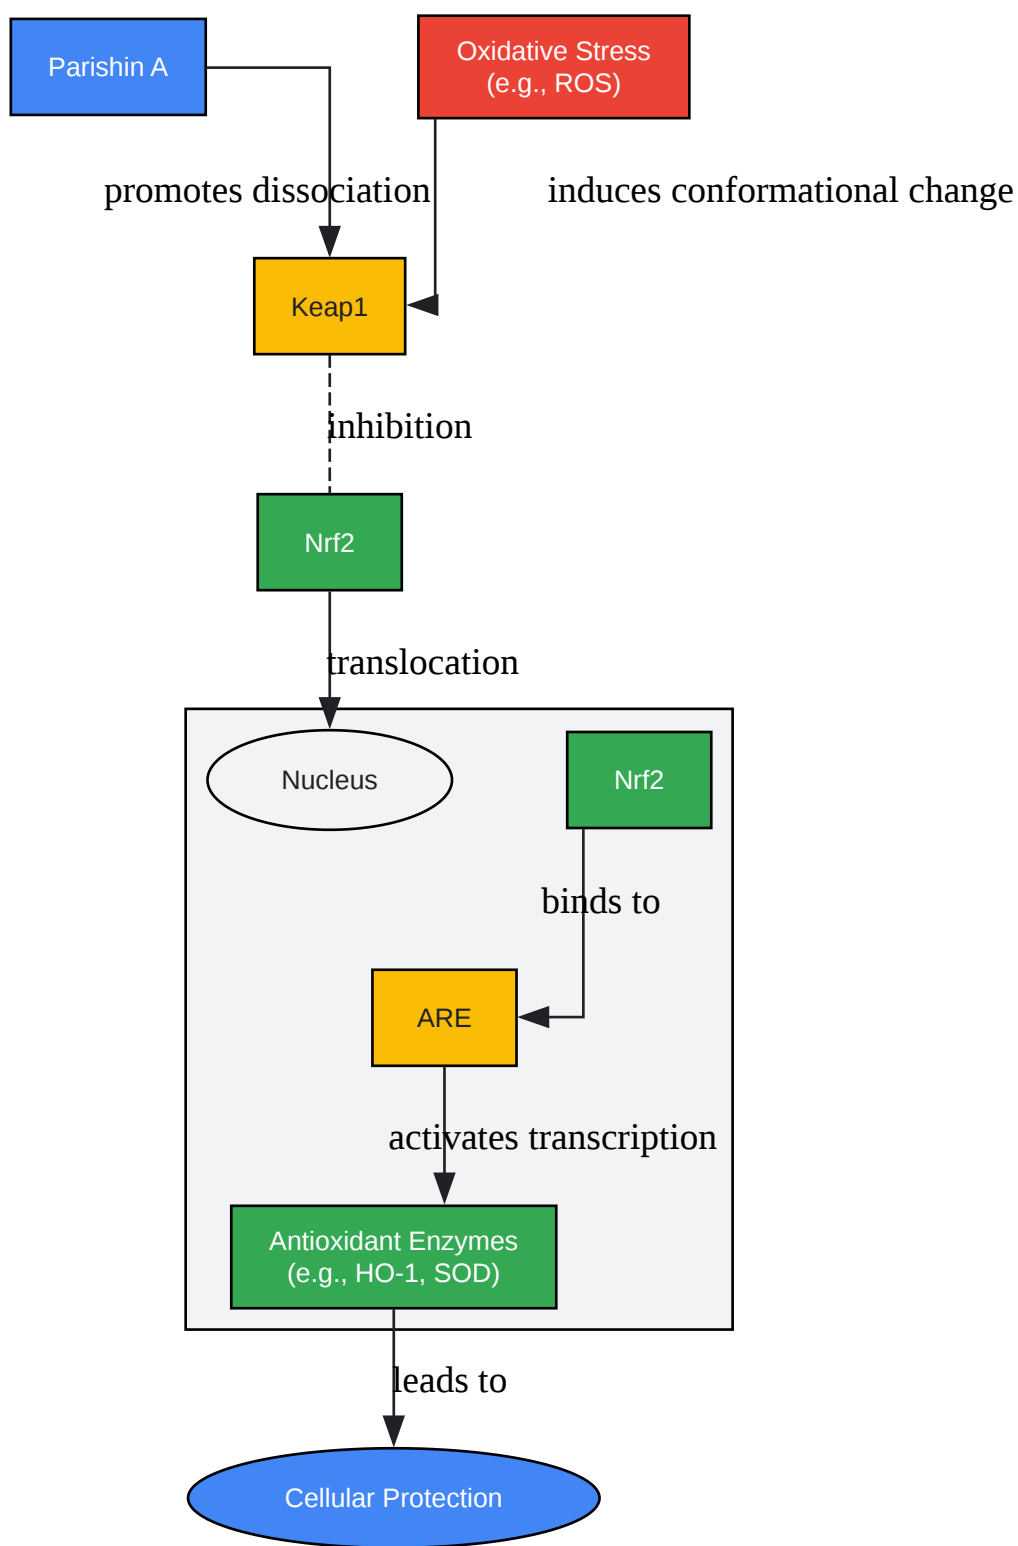 Parishin A
Oxidative Stress
(e.g., ROS)
promotes dissociation
induces conformational change
Keap1
inhibition
Nrf2
translocation
Nucleus
Nrf2
binds to
ARE
activates transcription
Antioxidant Enzymes
(e.g., HO-1, SOD)
leads to
Cellular Protection